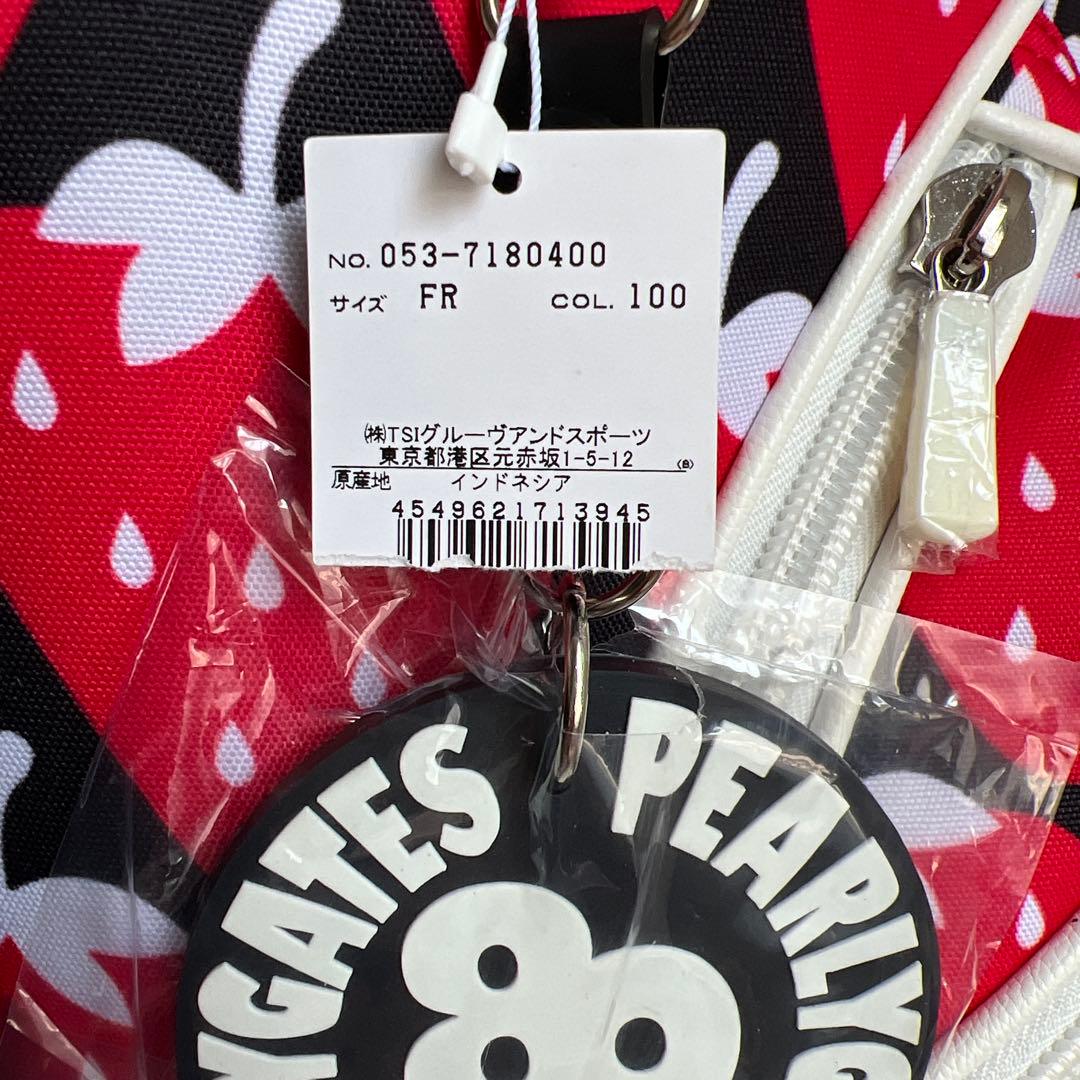 NO. 053-7180400
サイズ FR COL. 100
㈱TSIグルーヴアンドスポーツ
東京都港区元赤坂1-5-12 (B)
原産地 インドネシア
4549621713945
PEARLYG
NGATES
88